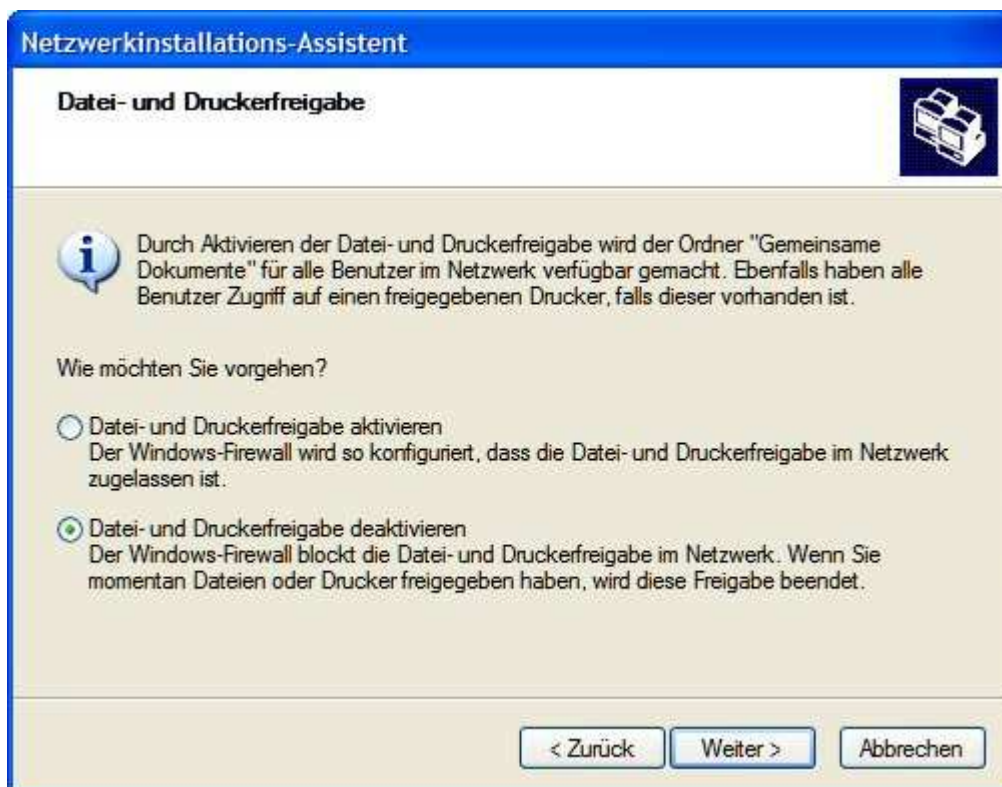 Netzwerkinstallations-Assistent
Datei- und Druckerfreigabe
Durch Aktivieren der Datei- und Druckerfreigabe wird der Ordner "Gemeinsame
Dokumente" für alle Benutzer im Netzwerk verfügbar gemacht. Ebenfalls haben alle
Benutzer Zugriff auf einen freigegebenen Drucker, falls dieser vorhanden ist.
Wie möchten Sie vorgehen?
Datei- und Druckerfreigabe aktivieren
Der Windows-Firewall wird so konfiguriert, dass die Datei- und Druckerfreigabe im Netzwerk
zugelassen ist.
Datei- und Druckerfreigabe deaktivieren
Der Windows-Firewall blockt die Datei- und Druckerfreigabe im Netzwerk. Wenn Sie
momentan Dateien oder Drucker freigegeben haben, wird diese Freigabe beendet.
< Zurück Weiter > Abbrechen